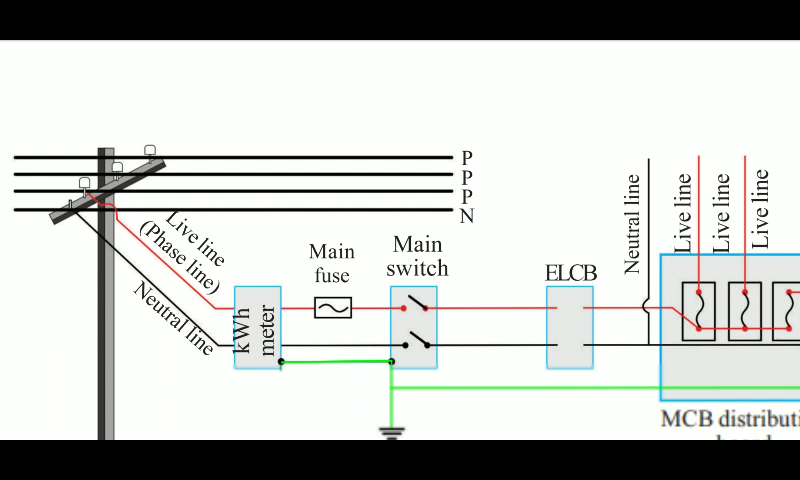 P
P
P
N
Live line
(Phase line)
Neutral line
kWh
meter
Main
fuse
Main
switch
ELCB
Neutral line
Live line
Live line
Live line
MCB distributi